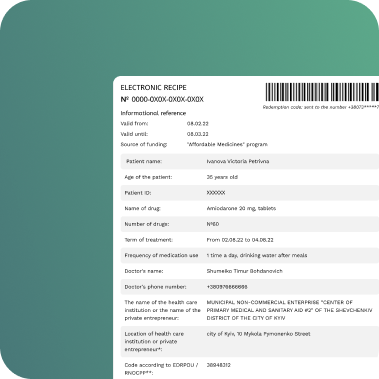 ELECTRONIC RECIPE
№ 0000-0X0X-0X0X-0X0X
Redemption code: sent to the number +38073*****7
Informational reference
Valid from: 08.02.22
Valid until: 08.03.22
Source of funding: "Affordable Medicines" program
Patient name: Ivanova Victoria Petrivna
Age of the patient: 35 years old
Patient ID: XXXXXX
Name of drug: Amiodarone 20 mg, tablets
Number of drugs: №60
Term of treatment: From 02.08.22 to 04.08.22
Frequency of medication use 1 time a day, drinking water after meals
Doctor's name: Shumeiko Timur Bohdanovich
Doctor's phone number: +380976666666
The name of the health care MUNICIPAL NON-COMMERCIAL ENTERPRISE "CENTER OF
institution or the name of the PRIMARY MEDICAL AND SANITARY AID #2" OF THE SHEVCHENKIV
private entrepreneur: DISTRICT OF THE CITY OF KYIV
Location of health care city of Kyiv, 10 Mykola Pymonenko Street
institution or private
entrepreneur*:
Code according to EDRPOU / 38948312
RNOCPP**: